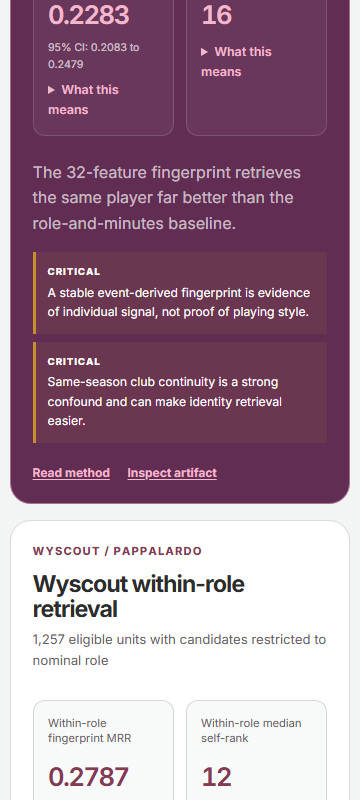 0.2283
16
95% CI: 0.2083 to
0.2479
▶ What this
means
▶ What this
means
The 32-feature fingerprint retrieves
the same player far better than the
role-and-minutes baseline.
CRITICAL
A stable event-derived fingerprint is evidence
of individual signal, not proof of playing style.
CRITICAL
Same-season club continuity is a strong
confound and can make identity retrieval
easier.
Read method Inspect artifact
WYSCOUT / PAPPALARDO
Wyscout within-role
retrieval
1,257 eligible units with candidates restricted to
nominal role
Within-role
fingerprint MRR
0.2787
Within-role median
self-rank
12